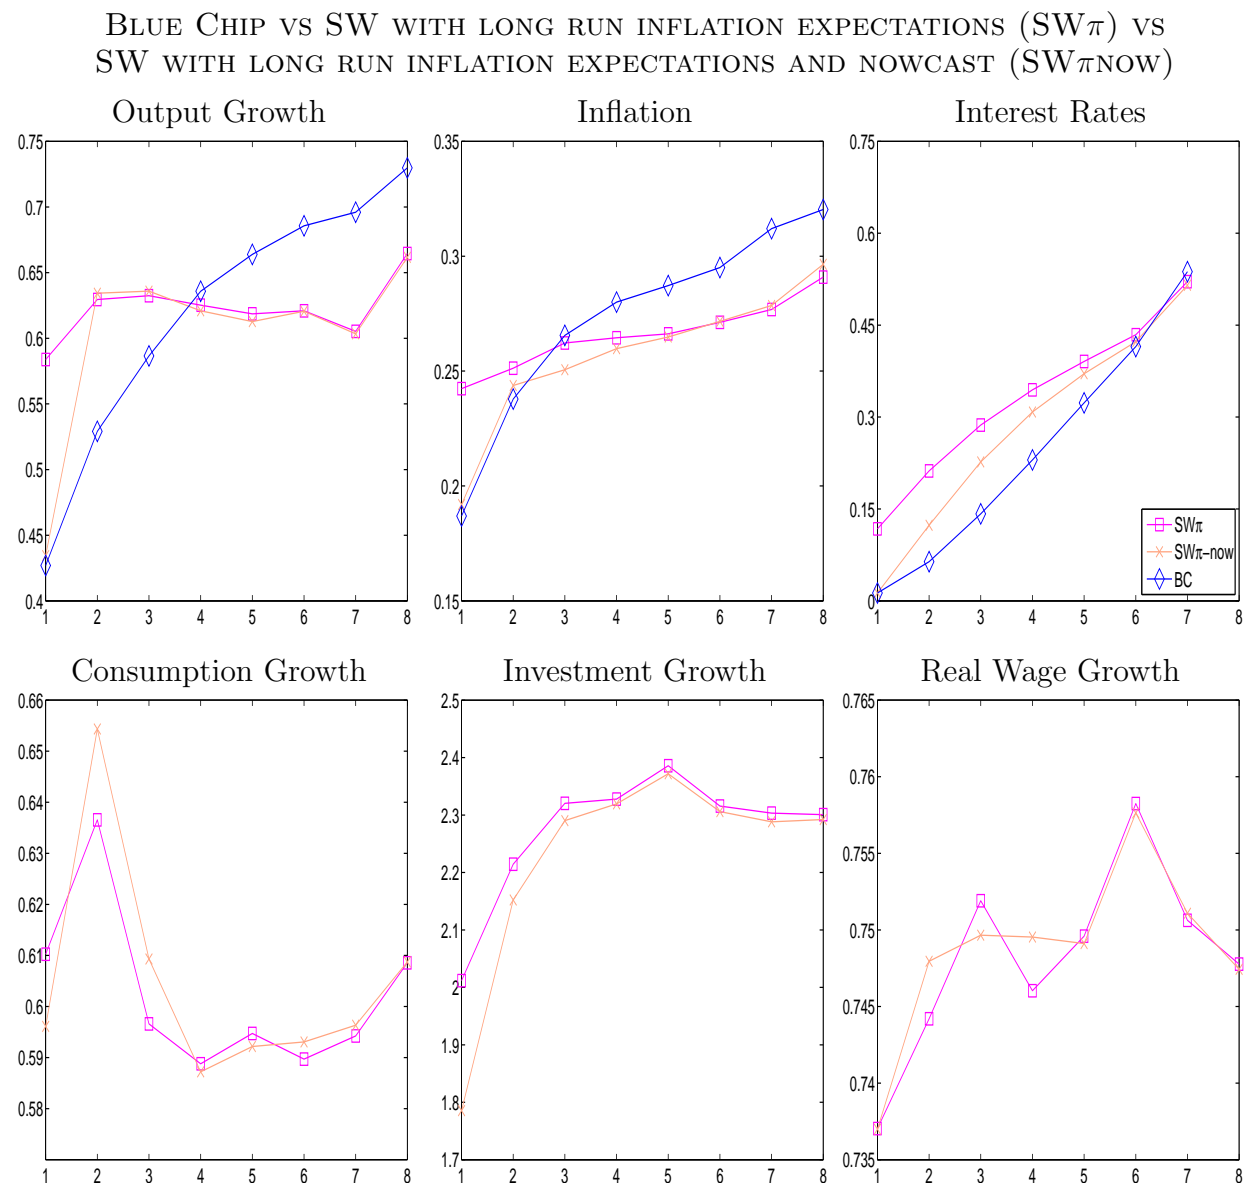 Blue Chip vs SW with long run inflation expectations (SWπ) vs
SW with long run inflation expectations and nowcast (SWπnow)
Output Growth
0.75
0.7
0.65
0.6
0.55
0.5
0.45
0.4
1 2 3 4 5 6 7 8
Inflation
0.35
0.3
0.25
0.2
0.15
1 2 3 4 5 6 7 8
Interest Rates
0.75
0.6
0.45
0.3
0.15
0
1 2 3 4 5 6 7 8
SWπ
SWπ-now
BC
Consumption Growth
0.66
0.65
0.64
0.63
0.62
0.61
0.6
0.59
0.58
1 2 3 4 5 6 7 8
Investment Growth
2.5
2.4
2.3
2.2
2.1
2
1.9
1.8
1.7
1 2 3 4 5 6 7 8
Real Wage Growth
0.765
0.76
0.755
0.75
0.745
0.74
0.735
1 2 3 4 5 6 7 8